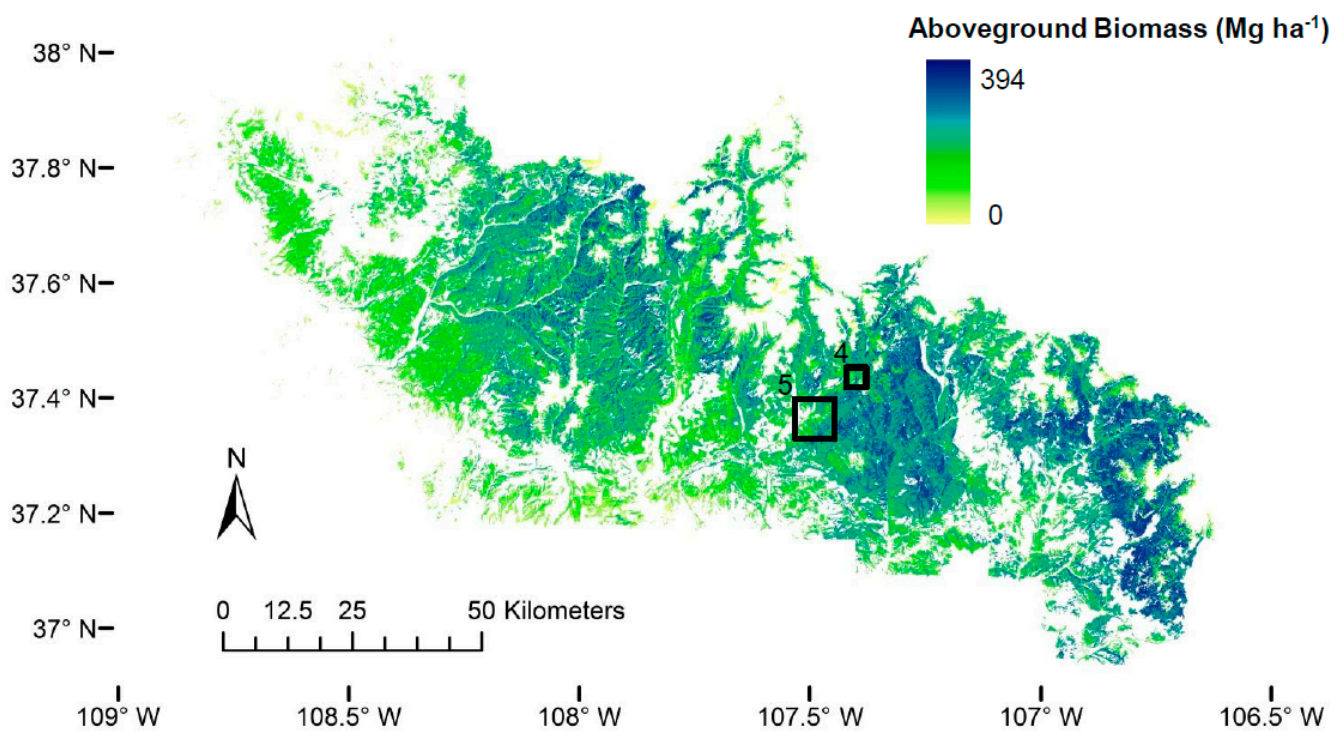 Aboveground Biomass (Mg ha⁻¹)
394
0
38° N
37.8° N
37.6° N
37.4° N
37.2° N
37° N
4
5
N
0 12.5 25 50 Kilometers
109° W 108.5° W 108° W 107.5° W 107° W 106.5° W